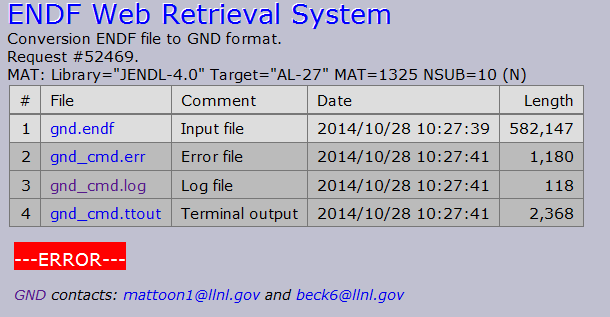 ENDF Web Retrieval System
Conversion ENDF file to GND format.
Request #52469.
MAT: Library="JENDL-4.0" Target="AL-27" MAT=1325 NSUB=10 (N)
# File Comment Date Length
1 gnd.endf Input file 2014/10/28 10:27:39 582,147
2 gnd_cmd.err Error file 2014/10/28 10:27:41 1,180
3 gnd_cmd.log Log file 2014/10/28 10:27:41 118
4 gnd_cmd.ttout Terminal output 2014/10/28 10:27:41 2,368
---ERROR---
GND contacts: mattoon1@llnl.gov and beck6@llnl.gov